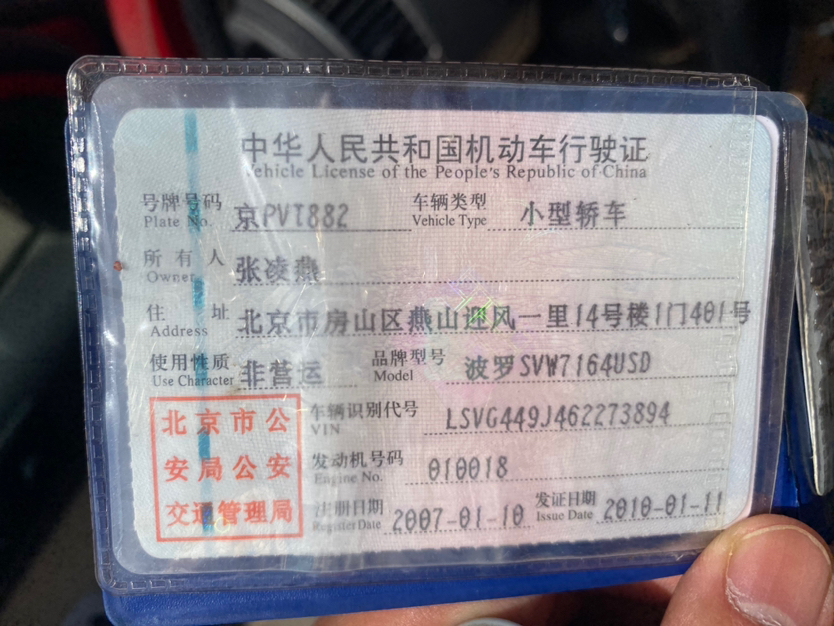 中华人民共和国机动车行驶证
Vehicle License of the People's Republic of China
号牌号码 京PVT882 车辆类型 小型轿车
Plate No. Vehicle Type
所有人 张凌燕
Owner
住址 北京市房山区燕山迎风一里14号楼1门401号
Address
使用性质 非营运 品牌型号 波罗SVW7164USD
Use Character Model
北京市公 车辆识别代号 LSVG449J462273894
VIN
安局公安 发动机号码 010018
Engine No.
交通管理局 注册日期 2007-01-10 发证日期 2010-01-11
Register Date Issue Date